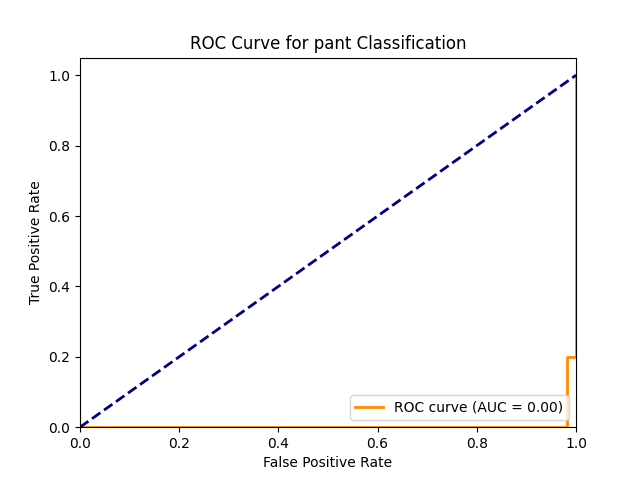 ROC Curve for pant Classification
True Positive Rate
1.0
0.8
0.6
0.4
0.2
0.0
ROC curve (AUC = 0.00)
0.0 0.2 0.4 0.6 0.8 1.0
False Positive Rate